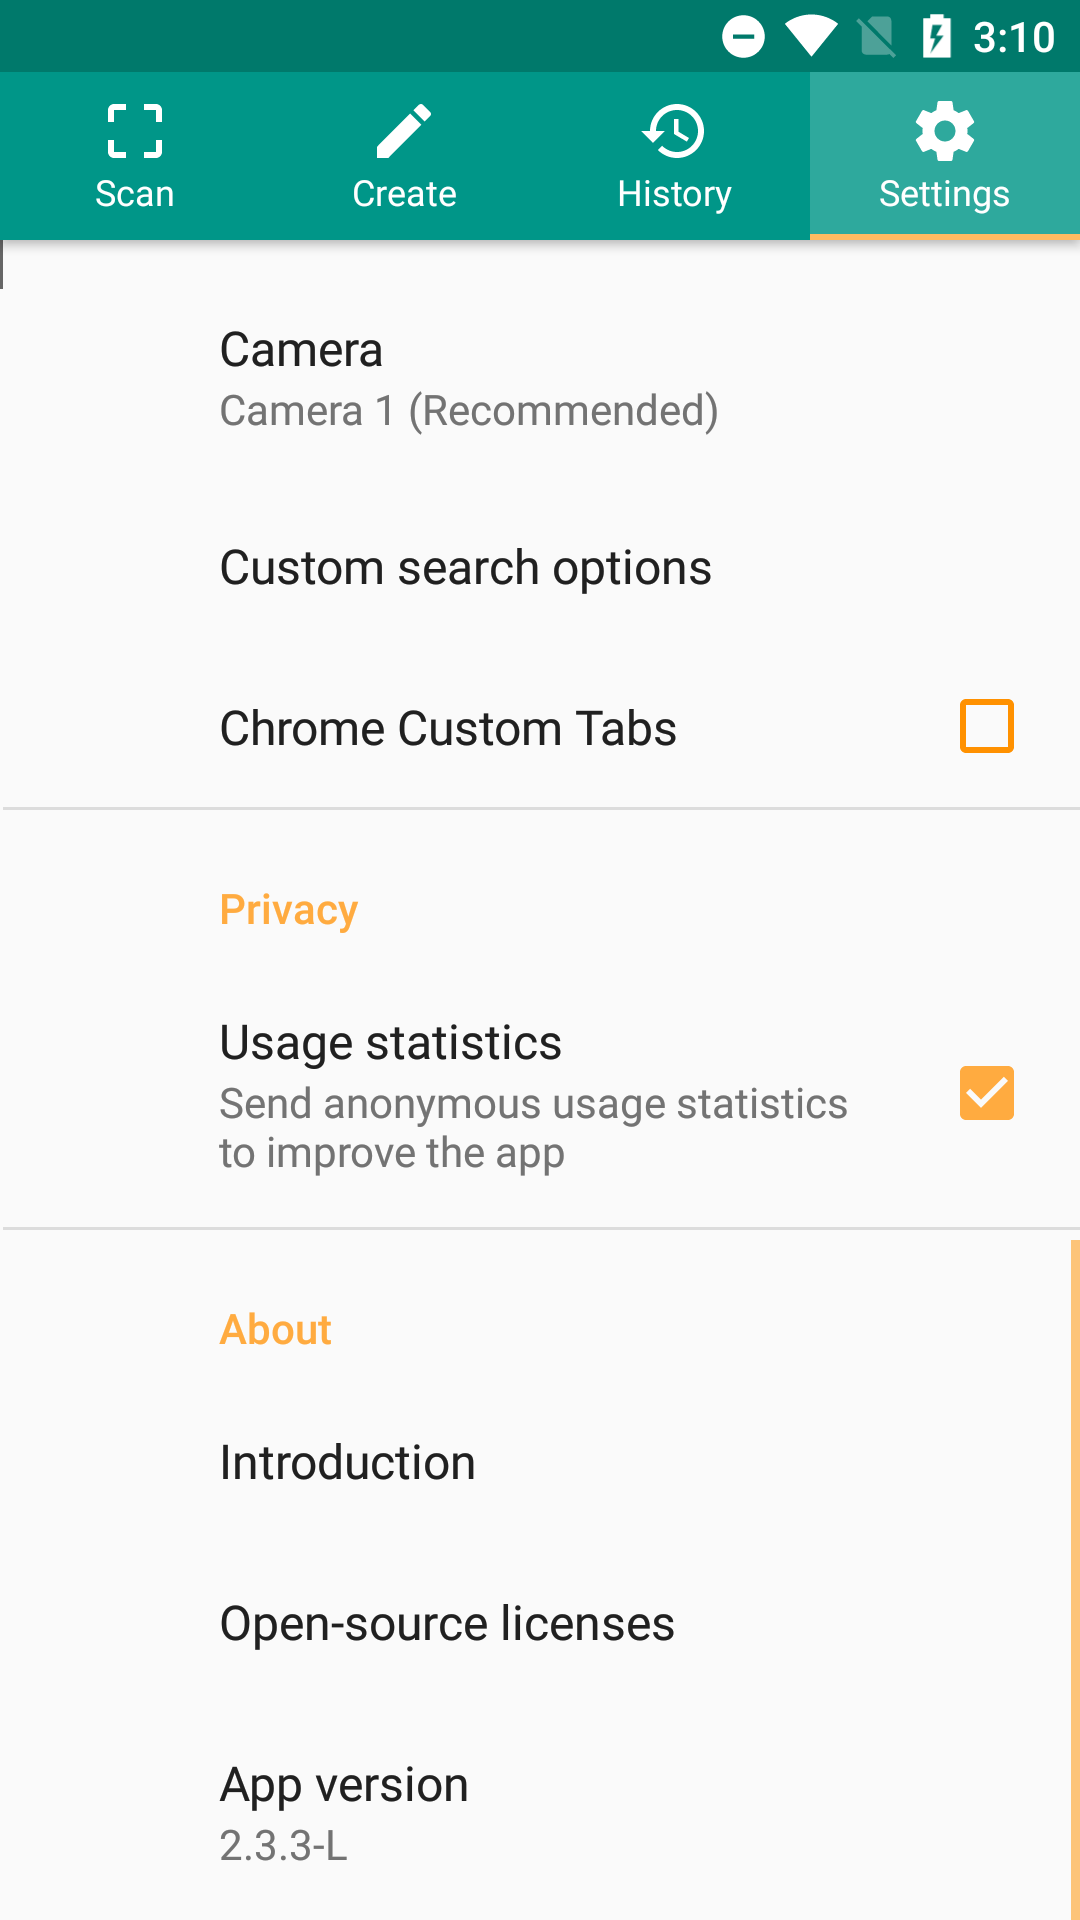 3:10
Scan
Create
History
Settings
Camera
Camera 1 (Recommended)
Custom search options
Chrome Custom Tabs
Privacy
Usage statistics
Send anonymous usage statistics
to improve the app
About
Introduction
Open-source licenses
App version
2.3.3-L